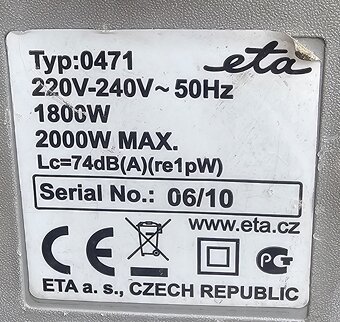 Typ:0471
eta
220V-240V~50Hz
1800W
2000W MAX.
Lc=74dB(A)(re1pW)
Serial No.: 06/10
www.eta.cz
CE
ETA a. s., CZECH REPUBLIC